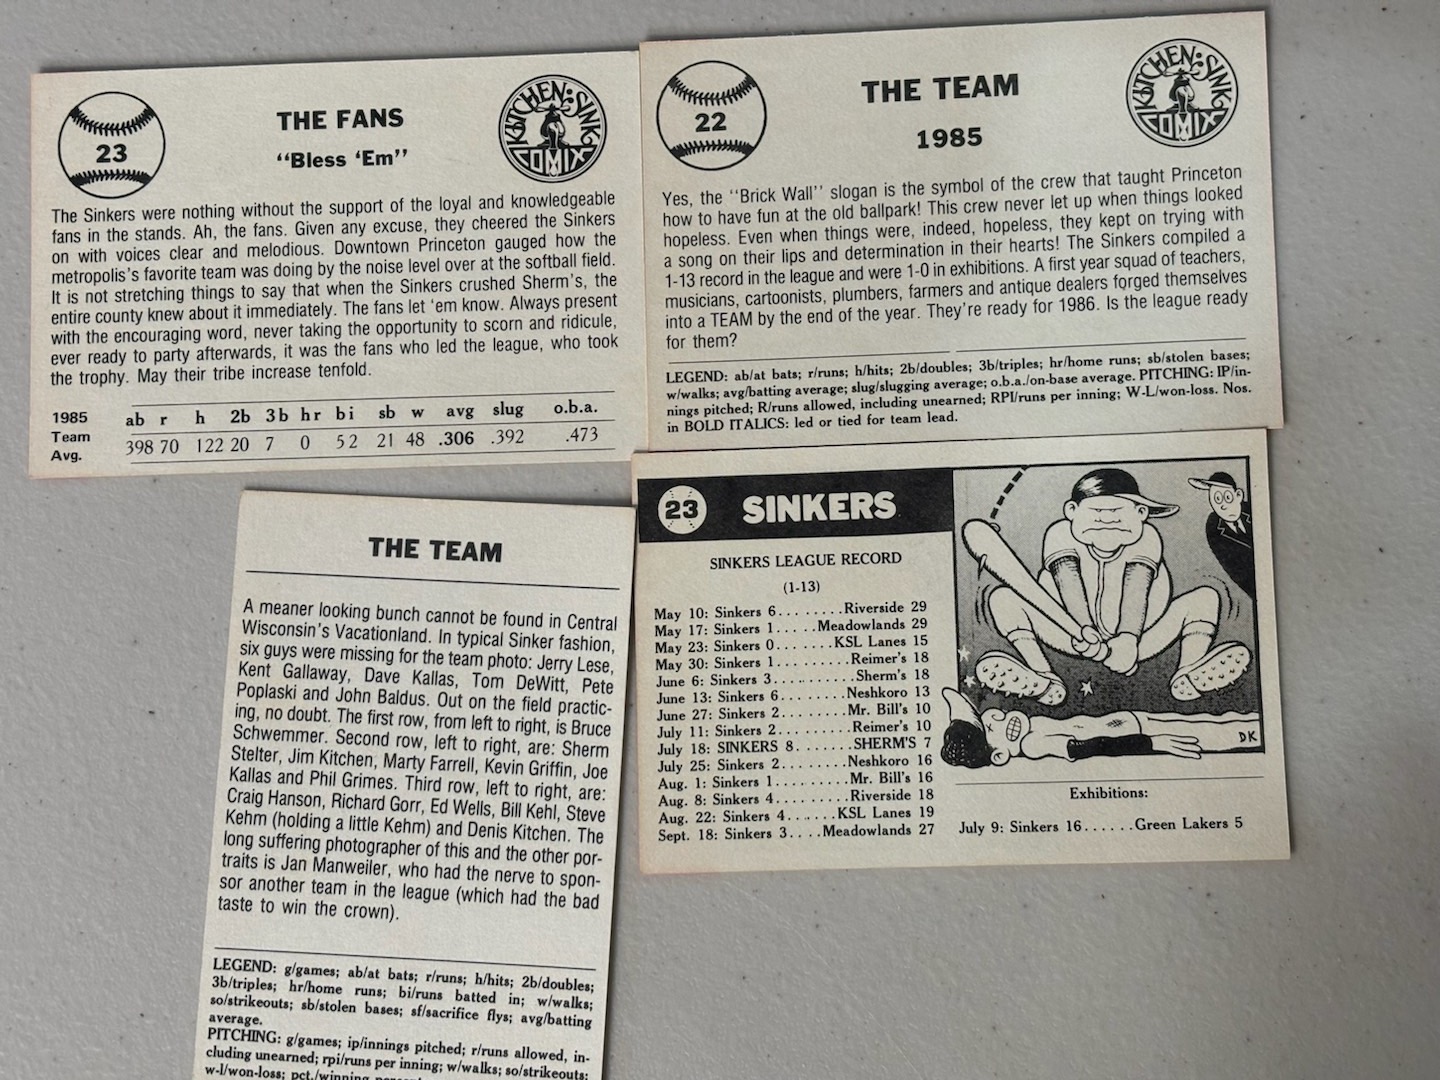 23
THE FANS
"Bless 'Em"
KITCHEN SINK
COMIX
The Sinkers were nothing without the support of the loyal and knowledgeable
fans in the stands. Ah, the fans. Given any excuse, they cheered the Sinkers
on with voices clear and melodious. Downtown Princeton gauged how the
metropolis's favorite team was doing by the noise level over at the softball field.
It is not stretching things to say that when the Sinkers crushed Sherm's, the
entire county knew about it immediately. The fans let 'em know. Always present
with the encouraging word, never taking the opportunity to scorn and ridicule,
ever ready to party afterwards, it was the fans who led the league, who took
the trophy. May their tribe increase tenfold.
1985 ab r h 2b 3b hr bi sb w avg slug o.b.a.
Team
Avg. 398 70 122 20 7 0 52 21 48 .306 .392 .473
22
THE TEAM
1985
KITCHEN SINK
COMIX
Yes, the "Brick Wall" slogan is the symbol of the crew that taught Princeton
how to have fun at the old ballpark! This crew never let up when things looked
hopeless. Even when things were, indeed, hopeless, they kept on trying with
a song on their lips and determination in their hearts! The Sinkers compiled a
1-13 record in the league and were 1-0 in exhibitions. A first year squad of teachers,
musicians, cartoonists, plumbers, farmers and antique dealers forged themselves
into a TEAM by the end of the year. They're ready for 1986. Is the league ready
for them?
LEGEND: ab/at bats; r/runs; h/hits; 2b/doubles; 3b/triples; hr/home runs; sb/stolen bases;
w/walks; avg/batting average; slug/slugging average; o.b.a./on-base average. PITCHING: IP/in-
nings pitched; R/runs allowed, including unearned; RPI/runs per inning; W-L/won-loss. Nos.
in BOLD ITALICS: led or tied for team lead.
THE TEAM
A meaner looking bunch cannot be found in Central
Wisconsin's Vacationland. In typical Sinker fashion,
six guys were missing for the team photo: Jerry Lese,
Kent Gallaway, Dave Kallas, Tom DeWitt, Pete
Poplaski and John Baldus. Out on the field practic-
ing, no doubt. The first row, from left to right, is Bruce
Schwemmer. Second row, left to right, are: Sherm
Stelter, Jim Kitchen, Marty Farrell, Kevin Griffin, Joe
Kallas and Phil Grimes. Third row, left to right, are:
Craig Hanson, Richard Gorr, Ed Wells, Bill Kehl, Steve
Kehm (holding a little Kehm) and Denis Kitchen. The
long suffering photographer of this and the other por-
traits is Jan Manweiler, who had the nerve to spon-
sor another team in the league (which had the bad
taste to win the crown).
LEGEND: g/games; ab/at bats; r/runs; h/hits; 2b/doubles;
3b/triples; hr/home runs; bi/runs batted in; w/walks;
so/strikeouts; sb/stolen bases; sf/sacrifice flys; avg/batting
average.
PITCHING: g/games; ip/innings pitched; r/runs allowed, in-
cluding unearned; rpi/runs per inning; w/walks; so/strikeouts;
w-l/won-loss; pct./winning
23 SINKERS
SINKERS LEAGUE RECORD
(1-13)
May 10: Sinkers 6........Riverside 29
May 17: Sinkers 1.....Meadowlands 29
May 23: Sinkers 0.......KSL Lanes 15
May 30: Sinkers 1.........Reimer's 18
June 6: Sinkers 3...........Sherm's 18
June 13: Sinkers 6........Neshkoro 13
June 27: Sinkers 2........Mr. Bill's 10
July 11: Sinkers 2.........Reimer's 10
July 18: SINKERS 8.......SHERM'S 7
July 25: Sinkers 2.........Neshkoro 16
Aug. 1: Sinkers 1.........Mr. Bill's 16
Aug. 8: Sinkers 4.........Riverside 18
Aug. 22: Sinkers 4......KSL Lanes 19
Sept. 18: Sinkers 3....Meadowlands 27
DK
Exhibitions:
July 9: Sinkers 16......Green Lakers 5